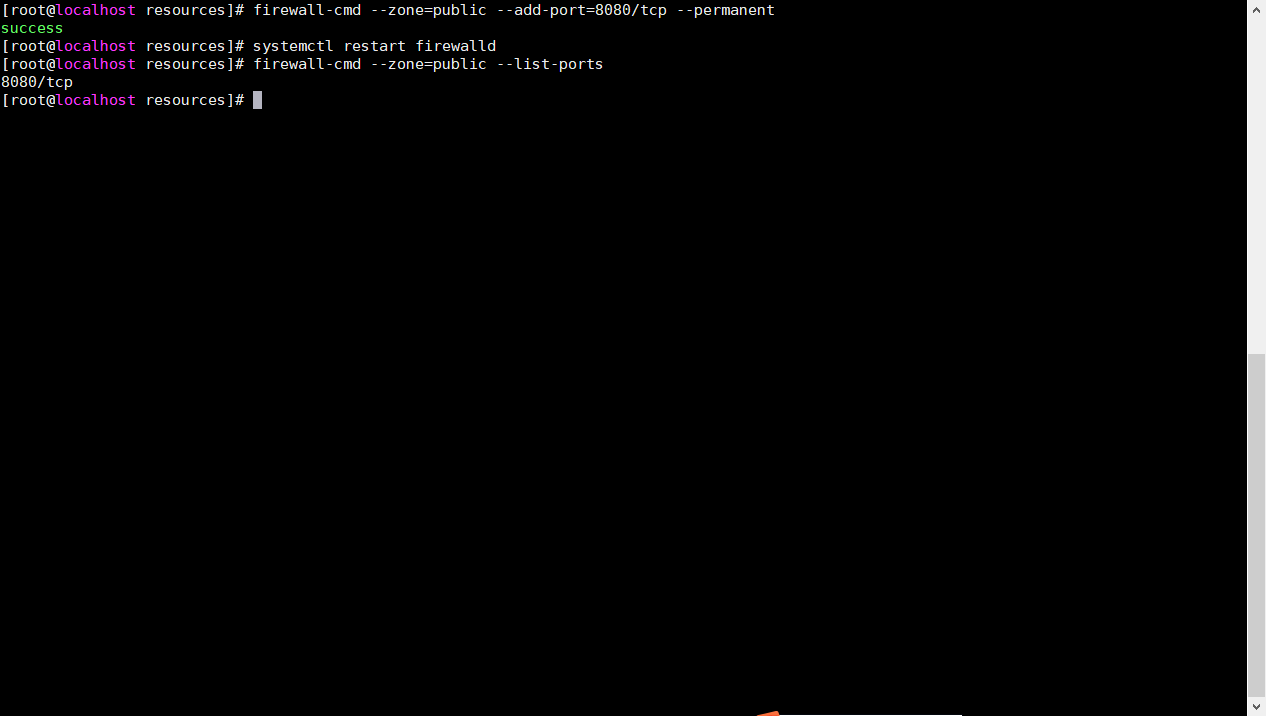 [root@localhost resources]# firewall-cmd --zone=public --add-port=8080/tcp --permanent
success
[root@localhost resources]# systemctl restart firewalld
[root@localhost resources]# firewall-cmd --zone=public --list-ports
8080/tcp
[root@localhost resources]#